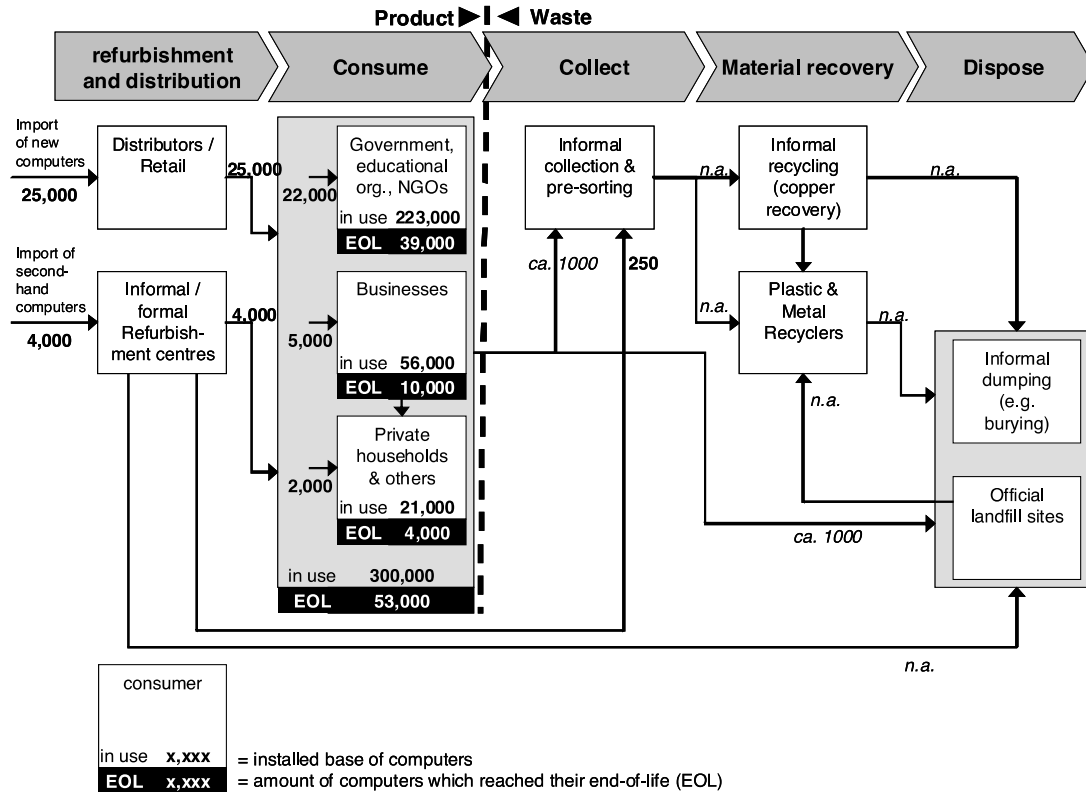 Product
Waste
refurbishment
and distribution
Consume
Collect
Material recovery
Dispose
Import
of new
computers
25,000
Distributors /
Retail
25,000
22,000
Government,
educational
org., NGOs
in use 223,000
EOL 39,000
Import of
second-
hand
computers
4,000
Informal /
formal
Refurbish-
ment centres
4,000
5,000
Businesses
in use 56,000
EOL 10,000
2,000
Private
households
& others
in use 21,000
EOL 4,000
in use 300,000
EOL 53,000
Informal
collection &
pre-sorting
ca. 1000
250
n.a.
n.a.
Informal
recycling
(copper
recovery)
n.a.
Plastic &
Metal
Recyclers
n.a.
n.a.
Informal
dumping
(e.g.
burying)
Official
landfill sites
ca. 1000
n.a.
consumer
in use x,xxx
EOL x,xxx
= installed base of computers
= amount of computers which reached their end-of-life (EOL)